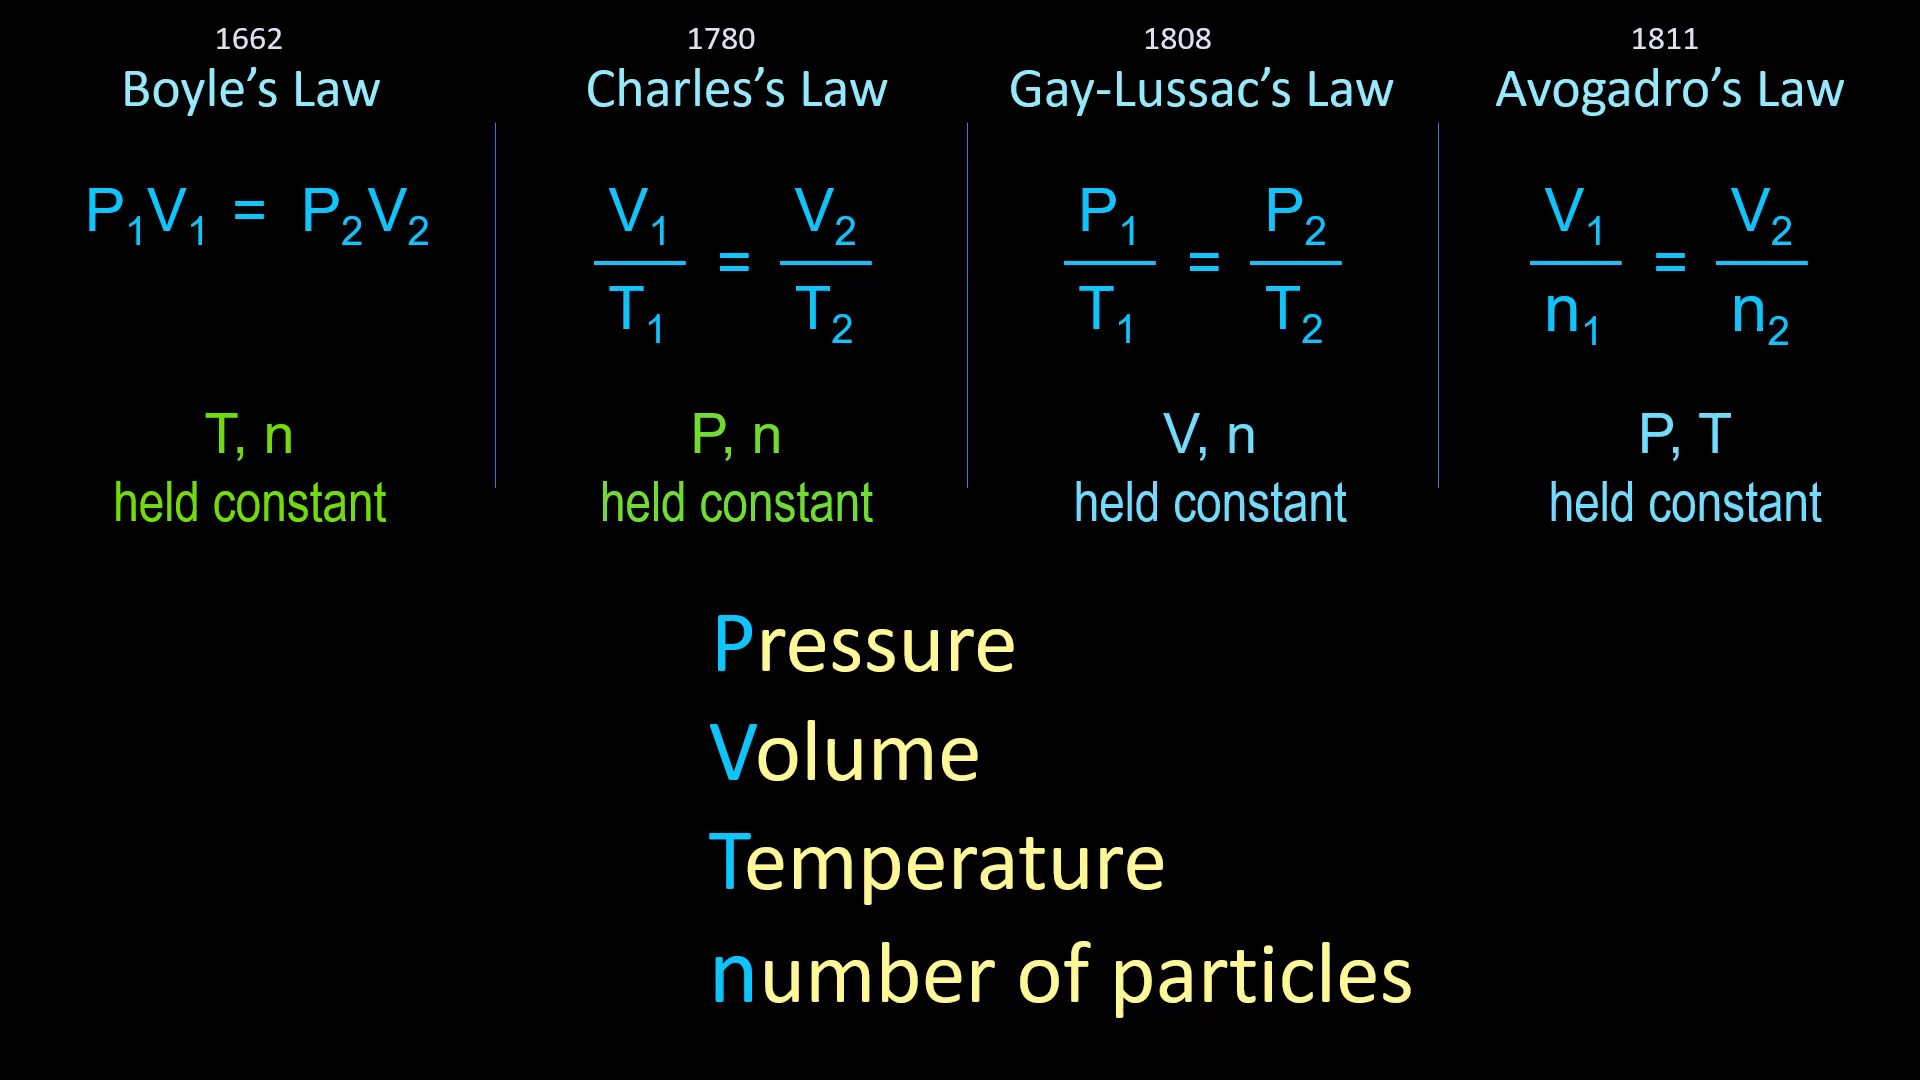 1662
Boyle’s Law
P₁V₁ = P₂V₂
T, n
held constant
1780
Charles’s Law
V₁ / T₁ = V₂ / T₂
P, n
held constant
1808
Gay-Lussac’s Law
P₁ / T₁ = P₂ / T₂
V, n
held constant
1811
Avogadro’s Law
V₁ / n₁ = V₂ / n₂
P, T
held constant
Pressure
Volume
Temperature
number of particles